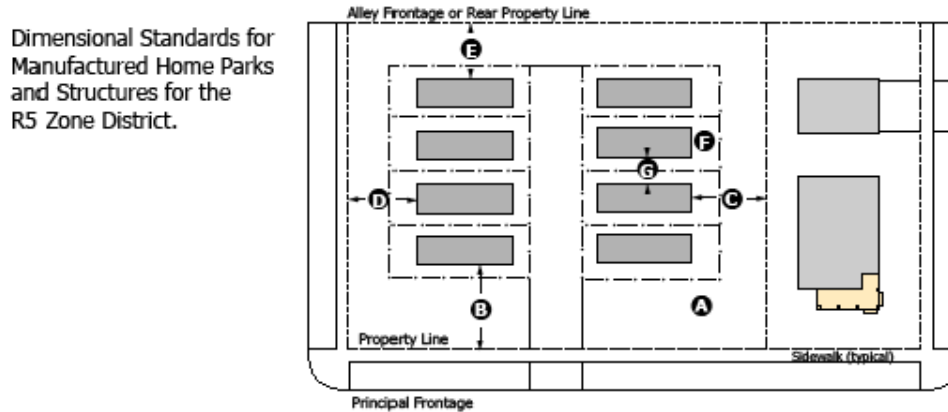 Dimensional Standards for
Manufactured Home Parks
and Structures for the
R5 Zone District.
Alley Frontage or Rear Property Line
E
F
G
D
C
B
A
Property Line
Sidewalk (typical)
Principal Frontage